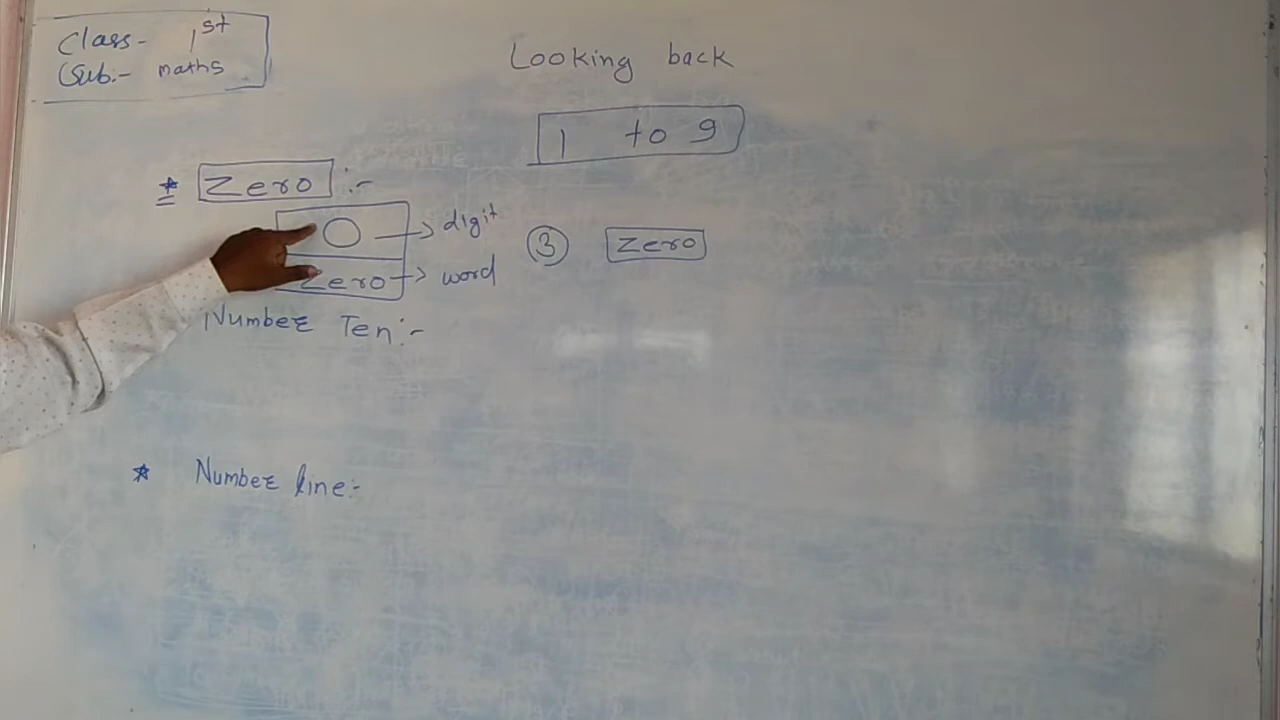 Class- 1st
Sub:- maths
Looking back
1 to 9
* Zero :-
0 → digit
Zero → word
3 Zero
Number Ten:-
* Number line:-